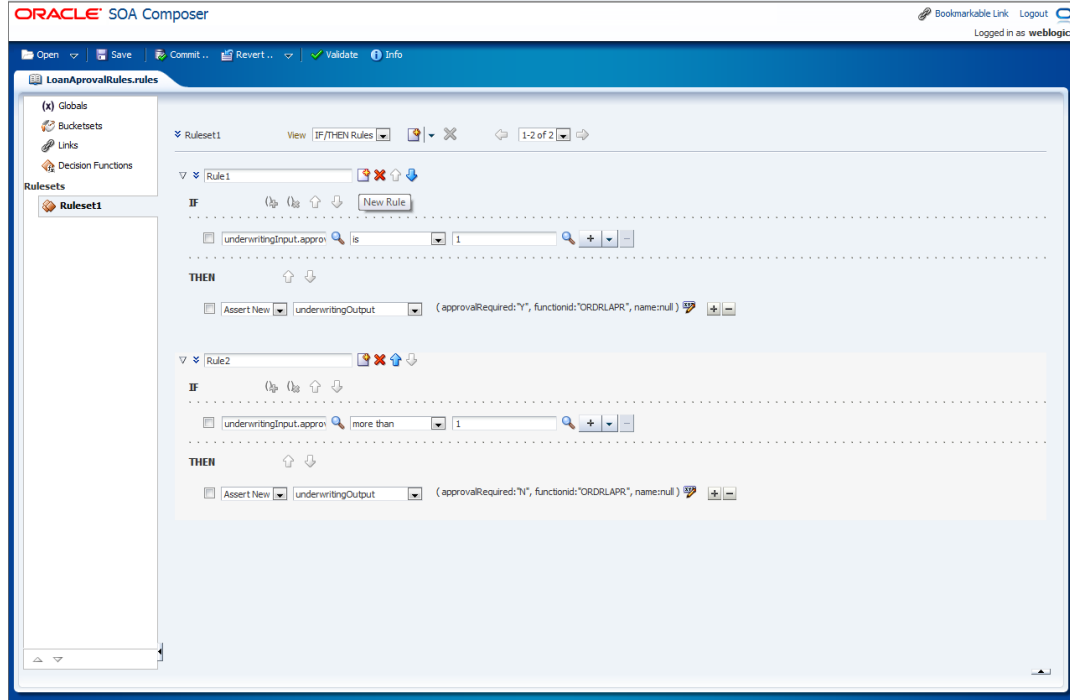 ORACLE SOA Composer
Bookmarkable Link Logout
Logged in as weblogic
Open Save Commit .. Revert .. Validate Info
LoanAprovalRules.rules
(x) Globals
Bucketsets
Links
Decision Functions
Rulesets
Ruleset1
Ruleset1 View IF/THEN Rules 1-2 of 2
Rule1
IF New Rule
underwritingInput.approv is 1
THEN
Assert New underwritingOutput ( approvalRequired:"Y", functionid:"ORDRLAPR", name:null )
Rule2
IF
underwritingInput.approv more than 1
THEN
Assert New underwritingOutput ( approvalRequired:"N", functionid:"ORDRLAPR", name:null )